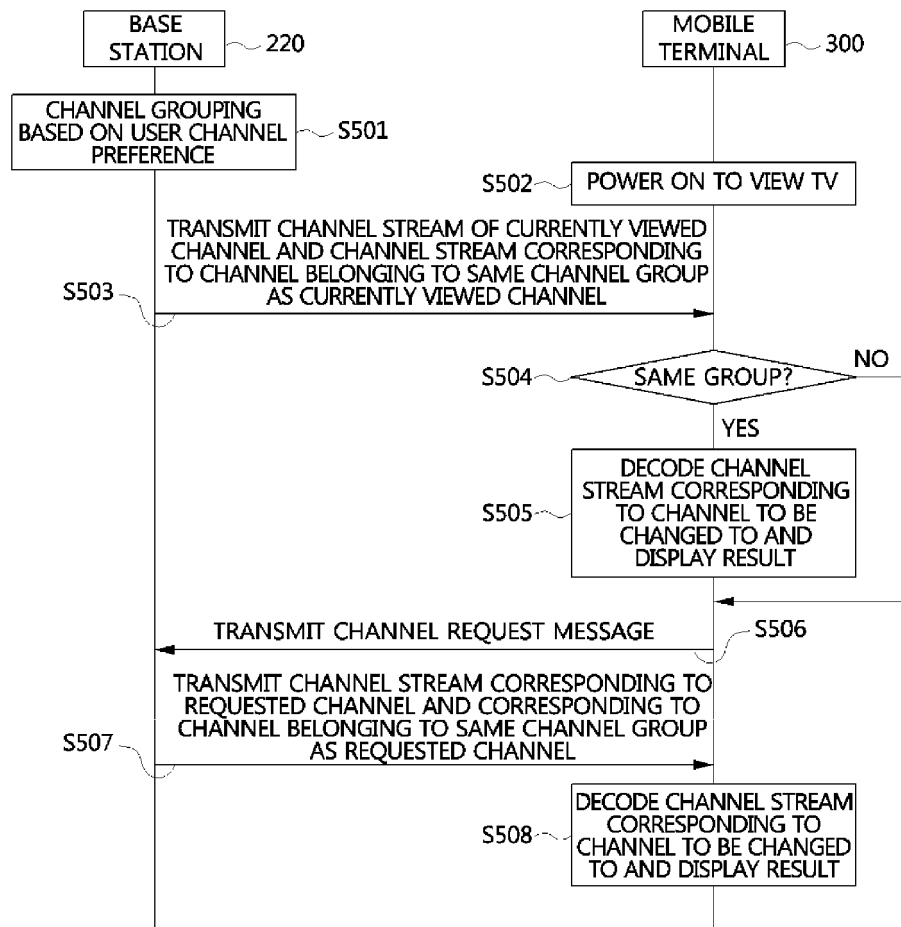 BASE
STATION
220
MOBILE
TERMINAL
300
CHANNEL GROUPING
BASED ON USER CHANNEL
PREFERENCE
S501
S502
POWER ON TO VIEW TV
TRANSMIT CHANNEL STREAM OF CURRENTLY VIEWED
CHANNEL AND CHANNEL STREAM CORRESPONDING
TO CHANNEL BELONGING TO SAME CHANNEL GROUP
AS CURRENTLY VIEWED CHANNEL
S503
S504
SAME GROUP?
NO
YES
S505
DECODE CHANNEL
STREAM CORRESPONDING
TO CHANNEL TO BE
CHANGED TO AND
DISPLAY RESULT
TRANSMIT CHANNEL REQUEST MESSAGE
S506
TRANSMIT CHANNEL STREAM CORRESPONDING TO
REQUESTED CHANNEL AND CORRESPONDING TO
CHANNEL BELONGING TO SAME CHANNEL GROUP
AS REQUESTED CHANNEL
S507
S508
DECODE CHANNEL STREAM
CORRESPONDING TO
CHANNEL TO BE CHANGED
TO AND DISPLAY RESULT